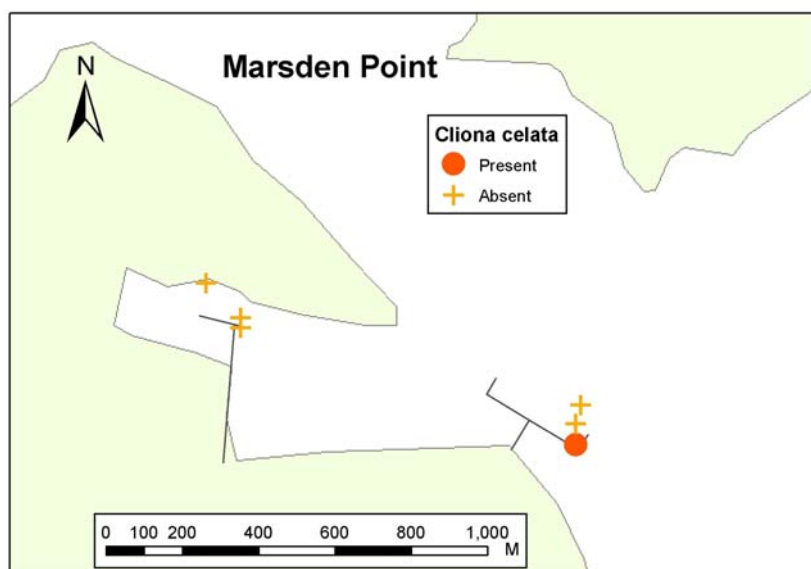 Marsden Point
N
Cliona celata
Present
Absent
0 100 200 400 600 800 1,000
M